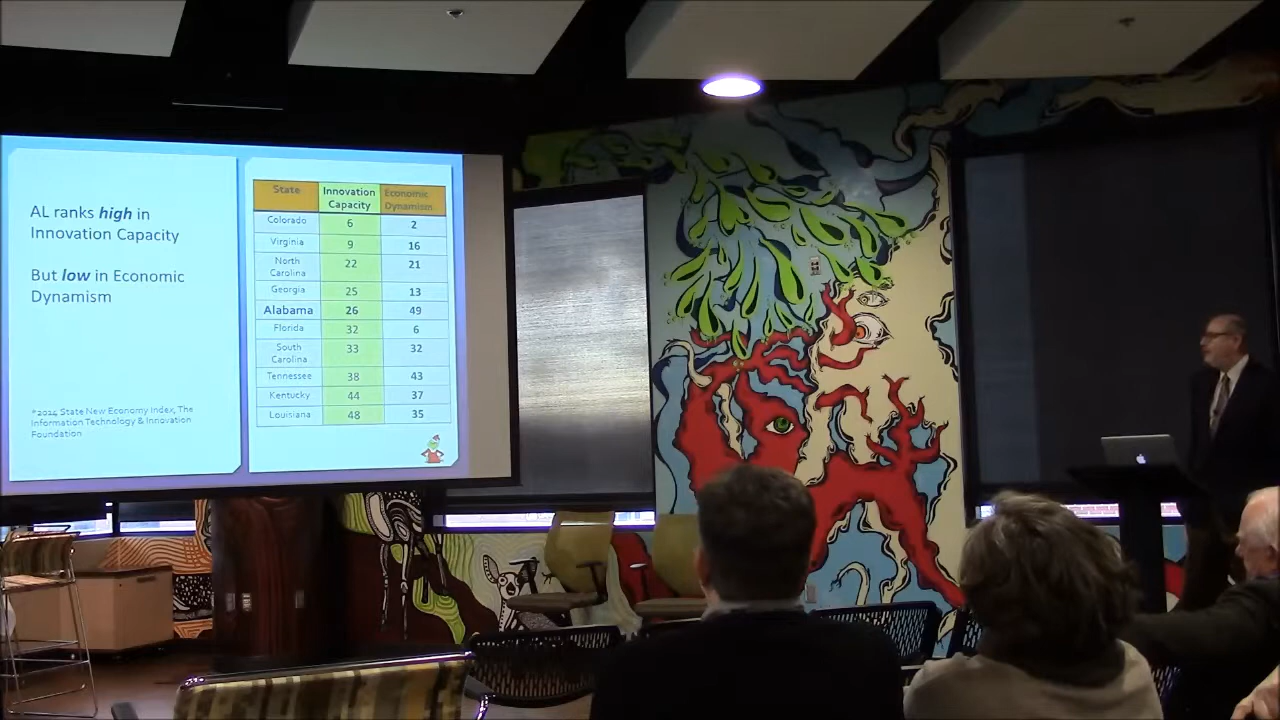 AL ranks high in
Innovation Capacity
But low in Economic
Dynamism
*2014 State New Economy Index, The
Information Technology & Innovation
Foundation
State Innovation Capacity Economic Dynamism
Colorado 6 2
Virginia 9 16
North Carolina 22 21
Georgia 25 13
Alabama 26 49
Florida 32 6
South Carolina 33 32
Tennessee 38 43
Kentucky 44 37
Louisiana 48 35